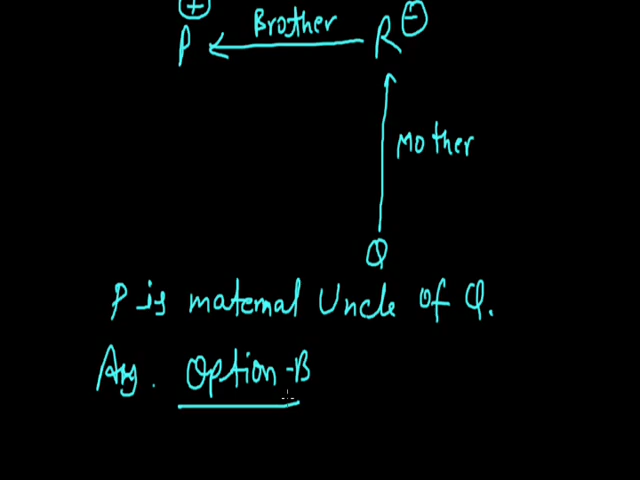 +
Brother
P R -
Mother
Q
P is maternal Uncle of Q.
Ans. Option-B